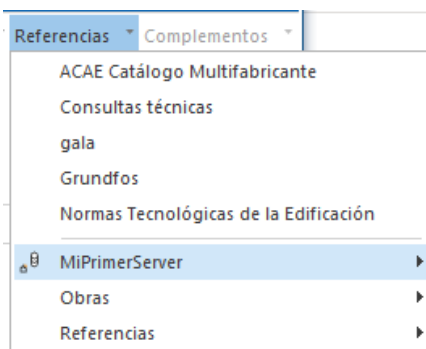 Referencias Complementos
ACAE Catálogo Multifabricante
Consultas técnicas
gala
Grundfos
Normas Tecnológicas de la Edificación
MiPrimerServer
Obras
Referencias